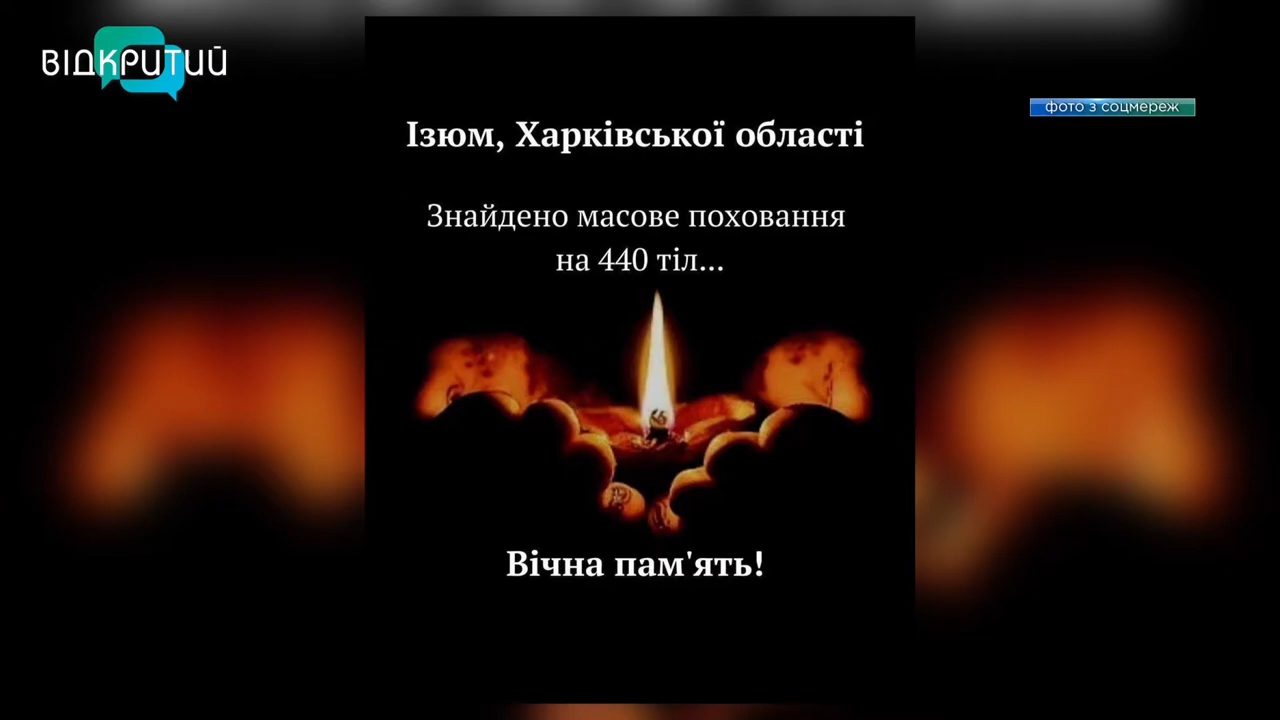 ВІДКРИТИЙ
фото з соцмереж
Ізюм, Харківської області
Знайдено масове поховання
на 440 тіл...
Вічна пам'ять!